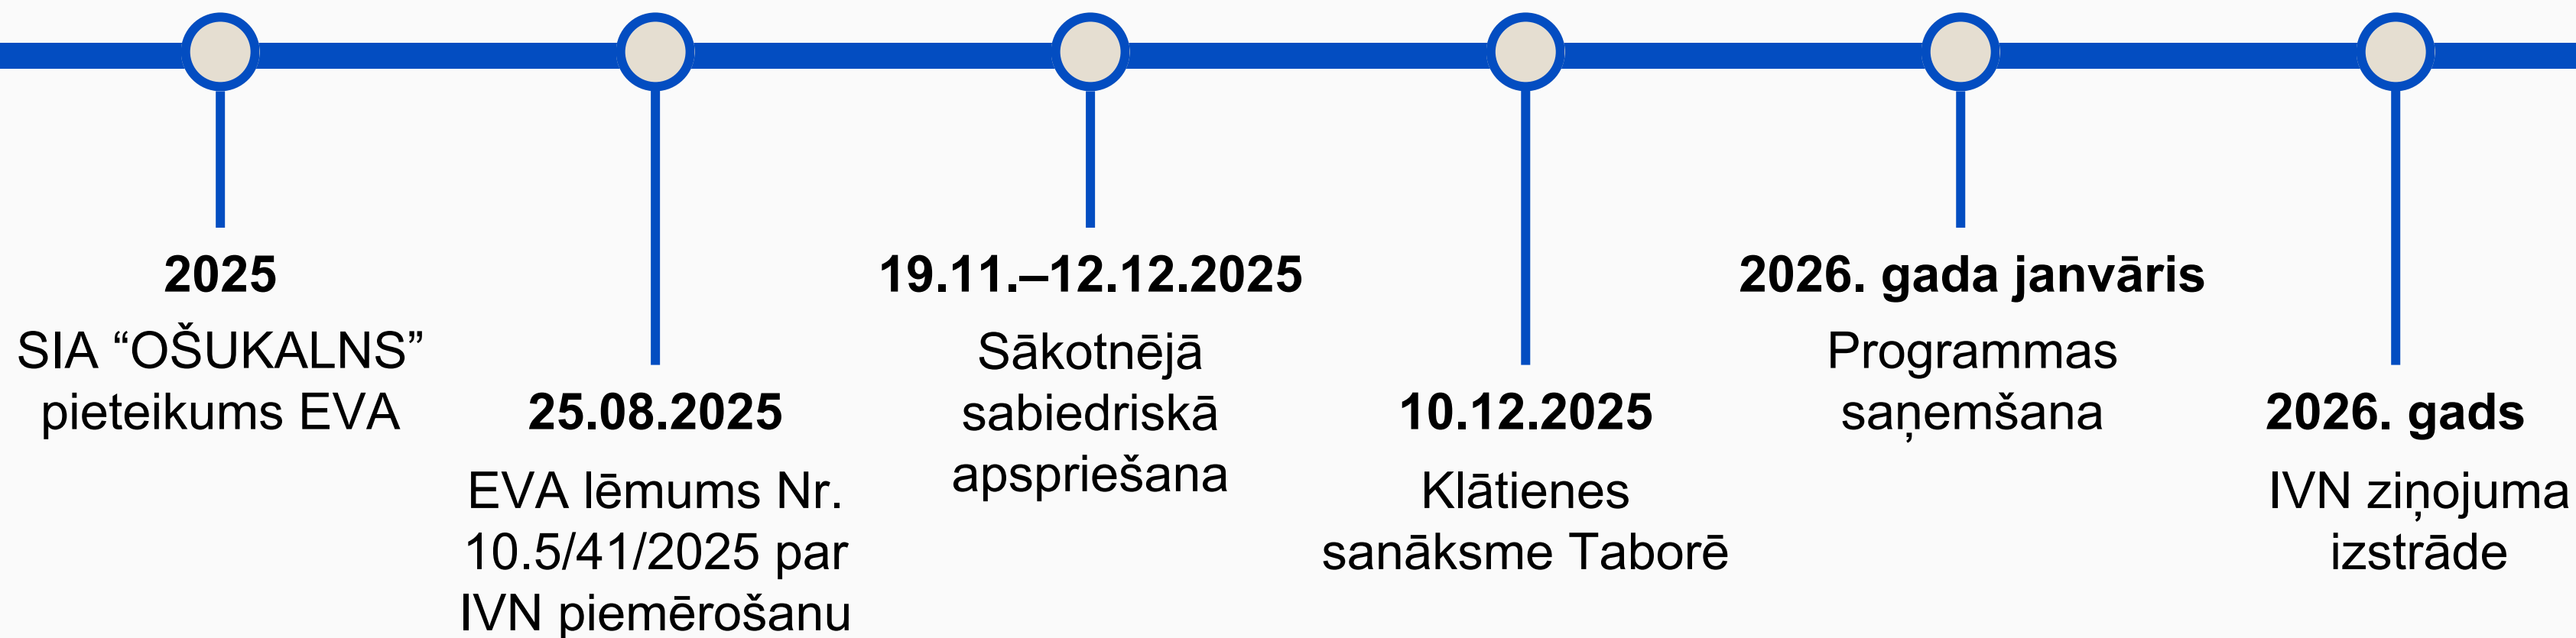 2025
SIA “OŠUKALNS”
pieteikums EVA
25.08.2025
EVA lēmums Nr.
10.5/41/2025 par
IVN piemērošanu
19.11.–12.12.2025
Sākotnējā
sabiedriskā
apspriešana
10.12.2025
Klātienes
sanāksme Taborē
2026. gada janvāris
Programmas
saņemšana
2026. gads
IVN ziņojuma
izstrāde